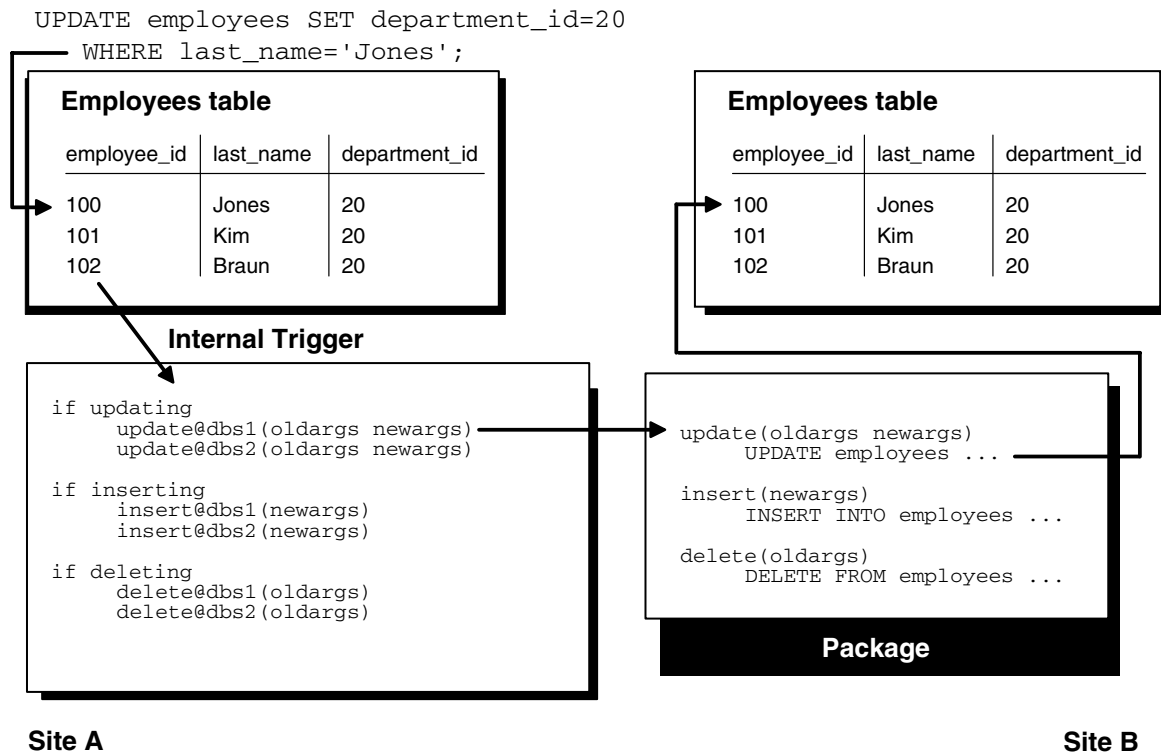 UPDATE employees SET department_id=20
WHERE last_name='Jones';
Employees table
employee_id last_name department_id
100 Jones 20
101 Kim 20
102 Braun 20
Employees table
employee_id last_name department_id
100 Jones 20
101 Kim 20
102 Braun 20
Internal Trigger
if updating
update@dbs1(oldargs newargs)
update@dbs2(oldargs newargs)
if inserting
insert@dbs1(newargs)
insert@dbs2(newargs)
if deleting
delete@dbs1(oldargs)
delete@dbs2(oldargs)
update(oldargs newargs)
UPDATE employees ...
insert(newargs)
INSERT INTO employees ...
delete(oldargs)
DELETE FROM employees ...
Package
Site A
Site B